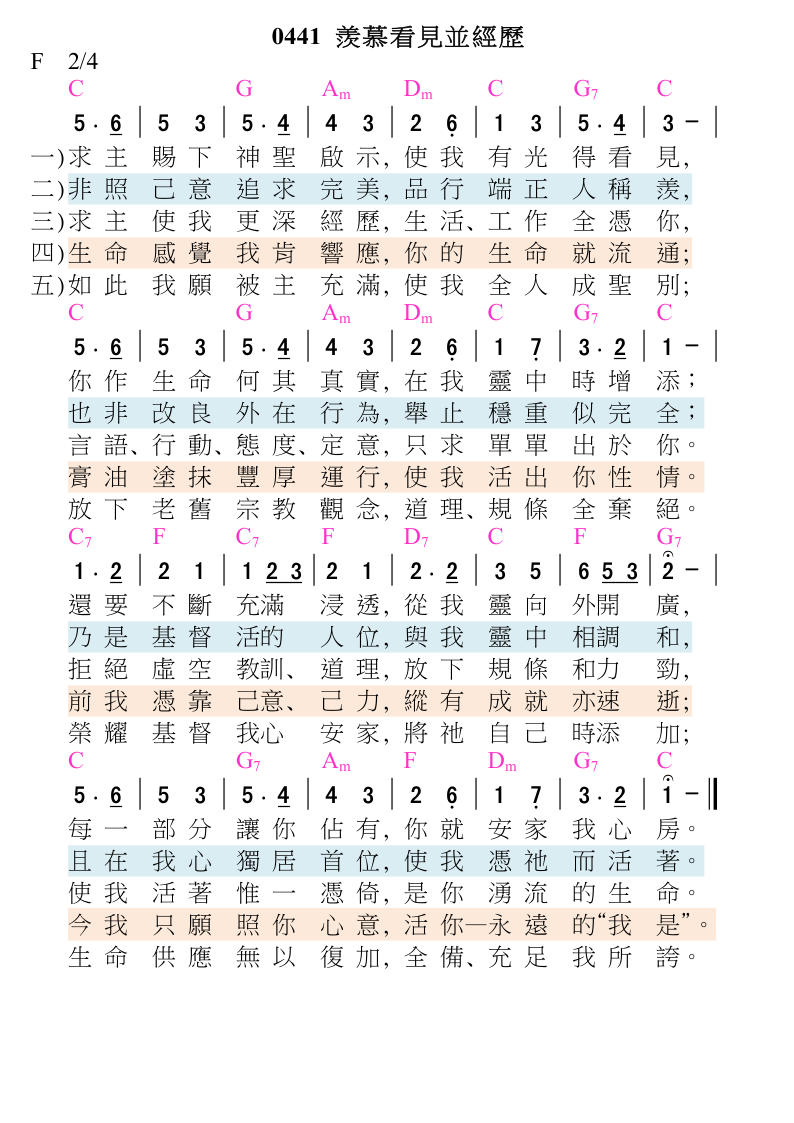 0441 羨慕看見並經歷
F 2/4
C G Am Dm C G7 C
5 · 6 | 5 3 | 5 · 4 | 4 3 | 2 6̣ | 1 3 | 5 · 4 | 3 – |
一)求主賜下神聖啟示,使我有光得看見,
二)非照己意追求完美,品行端正人稱羨,
三)求主使我更深經歷,生活、工作全憑你,
四)生命感覺我肯響應,你的生命就流通;
五)如此我願被主充滿,使我全人成聖別;
C G Am Dm C G7 C
5 · 6 | 5 3 | 5 · 4 | 4 3 | 2 6̣ | 1 7̣ | 3 · 2 | 1 – |
你作生命何其真實,在我靈中時增添;
也非改良外在行為,舉止穩重似完全;
言語、行動、態度、定意,只求單單出於你。
膏油塗抹豐厚運行,使我活出你性情。
放下老舊宗教觀念,道理、規條全棄絕。
C7 F C7 F D7 C F G7
1 · 2 | 2 1 | 1 2 3 | 2 1 | 2 · 2 | 3 5 | 6 5 3 | 2 – |
還要不斷充滿浸透,從我靈向外開廣,
乃是基督活的人位,與我靈中相調和,
拒絕虛空教訓、道理,放下規條和力勁,
前我憑靠己意、己力,縱有成就亦速逝;
榮耀基督我心安家,將祂自己時添加;
C G7 Am F Dm G7 C
5 · 6 | 5 3 | 5 · 4 | 4 3 | 2 6̣ | 1 7̣ | 3 · 2 | 1 – ‖
每一部分讓你佔有,你就安家我心房。
且在我心獨居首位,使我憑祂而活著。
使我活著惟一憑倚,是你湧流的生命。
今我只願照你心意,活你—永遠的“我是”。
生命供應無以復加,全備、充足我所誇。